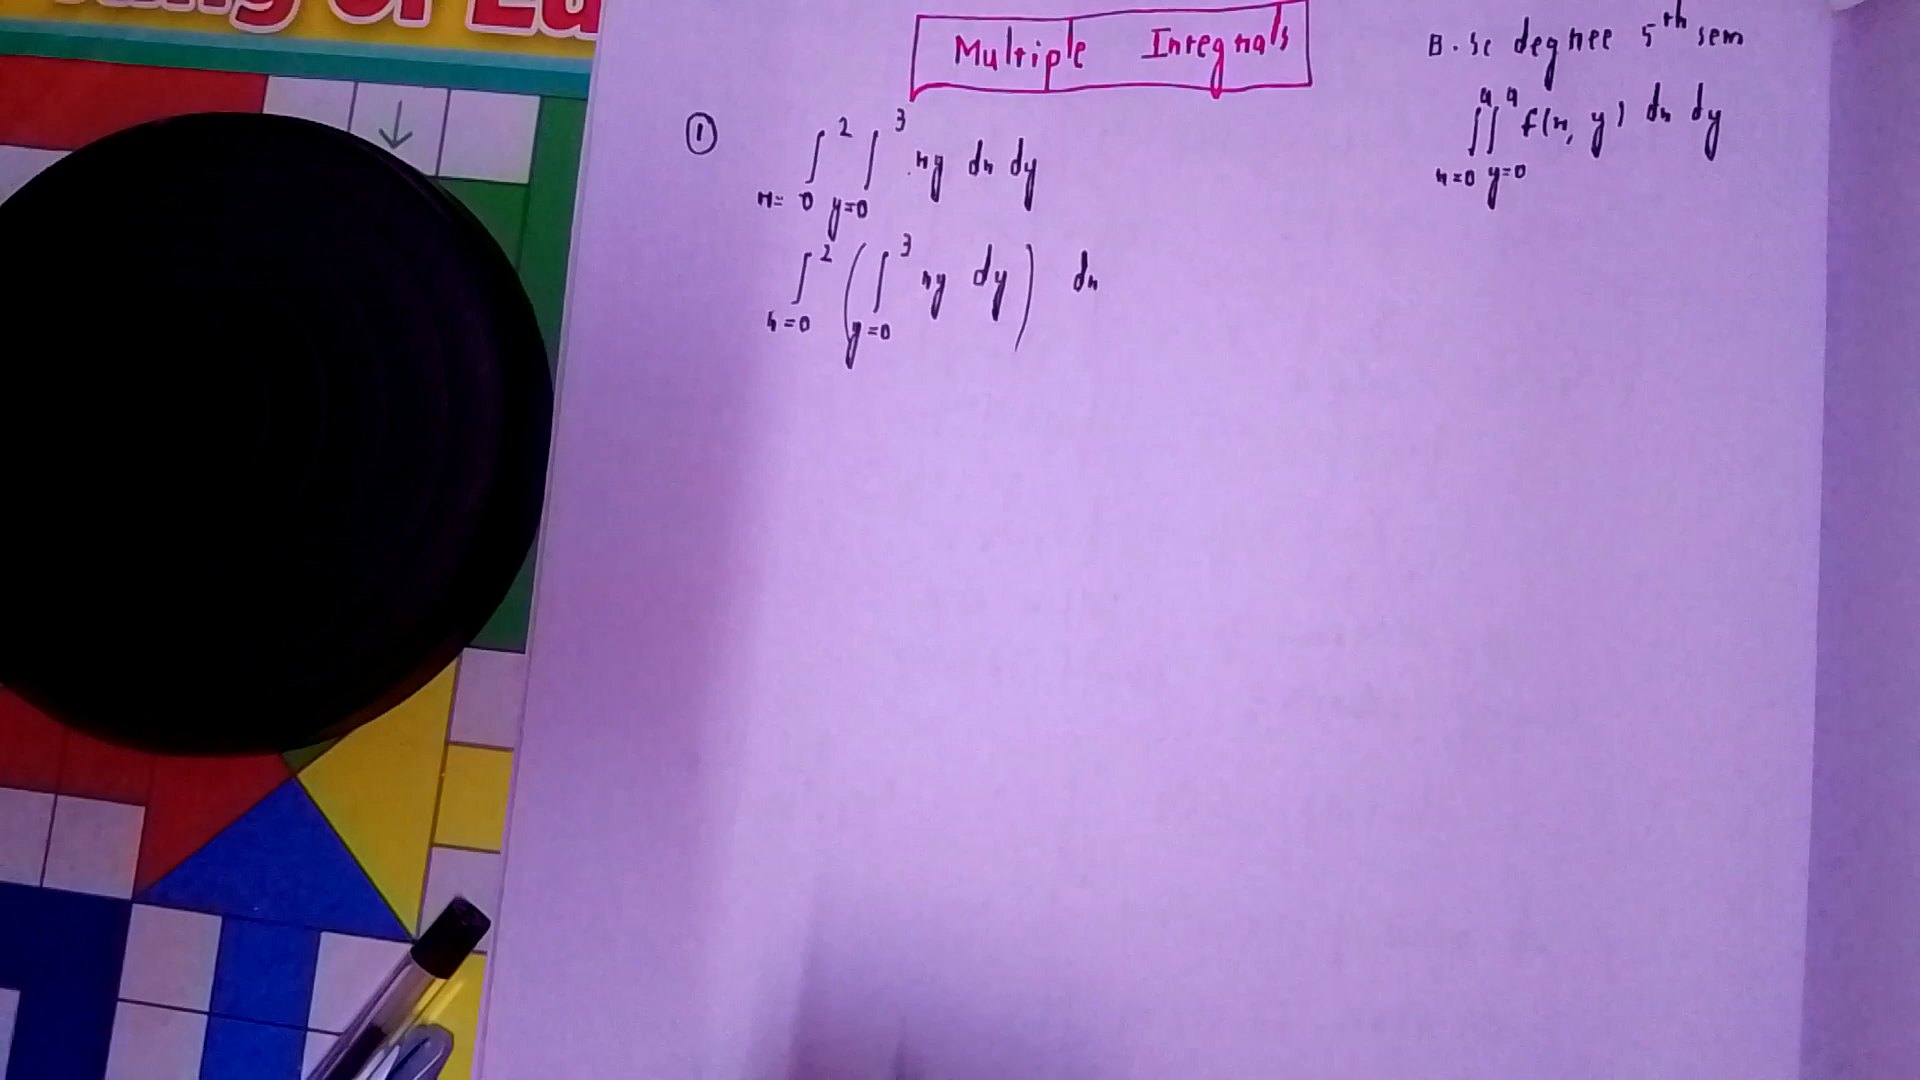 Multiple Integrals
B.Sc degree 5th sem
∫∫ f(x, y) dx dy
x=0 y=0
① ∫² ∫³ xy dx dy
x=0 y=0
∫² (∫³ xy dy) dx
x=0 y=0